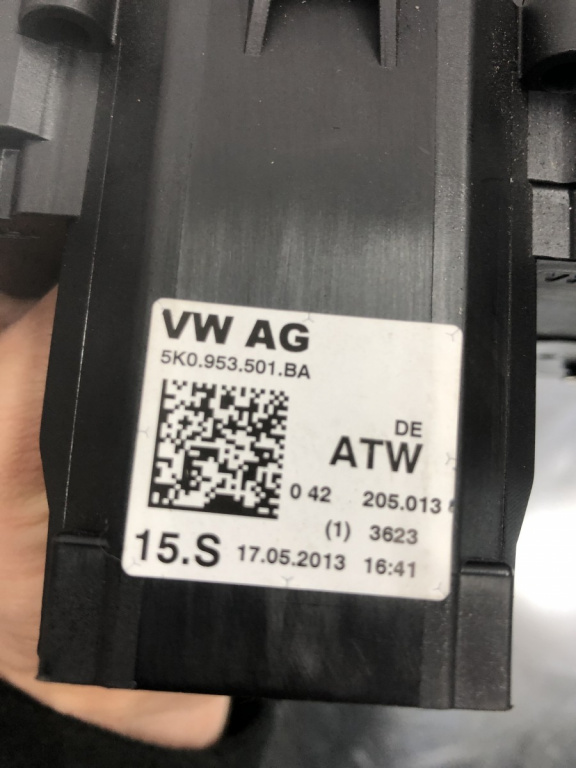 VW AG
5K0.953.501.BA
DE
ATW
0 42 205.013
(1) 3623
15.S 17.05.2013 16:41